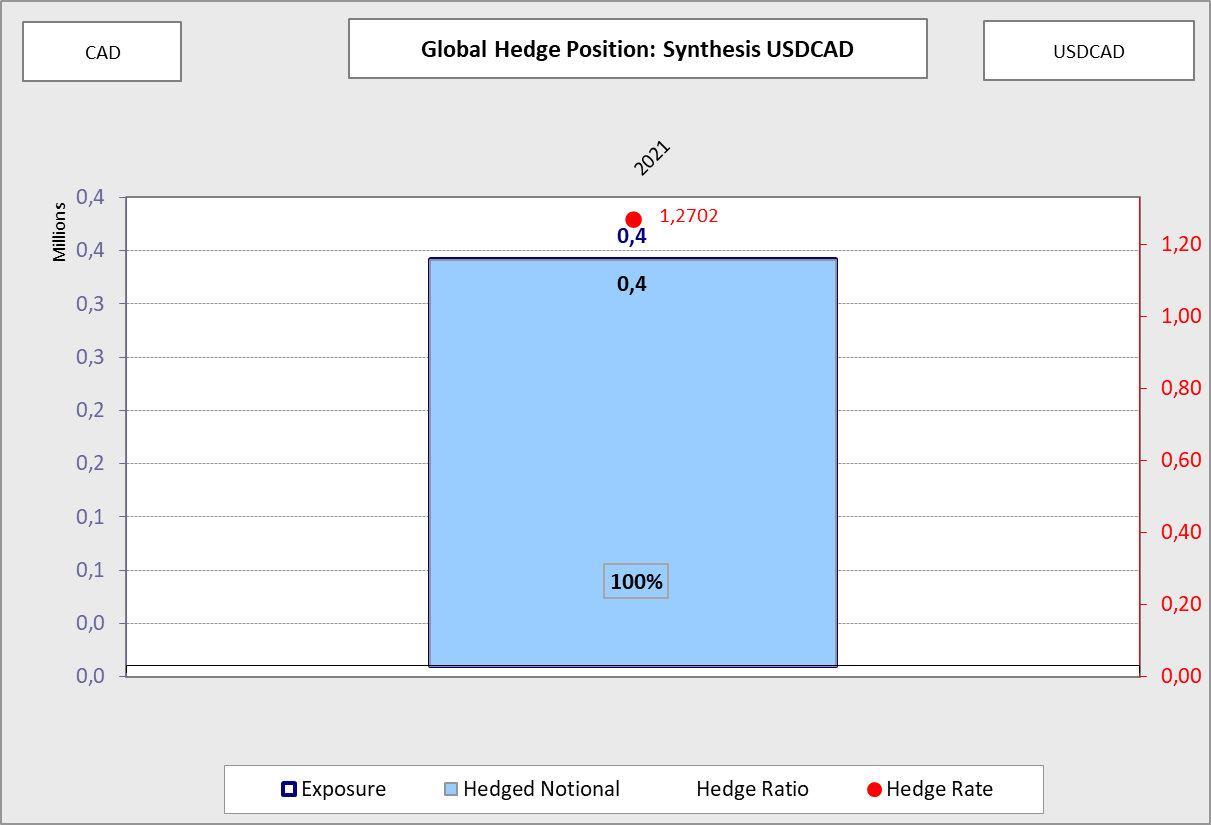 CAD
Global Hedge Position: Synthesis USDCAD
USDCAD
2021
Millions
0,4
0,4
0,3
0,3
0,2
0,2
0,1
0,1
0,0
0,0
1,2702
0,4
0,4
100%
1,20
1,00
0,80
0,60
0,40
0,20
0,00
Exposure
Hedged Notional
Hedge Ratio
Hedge Rate